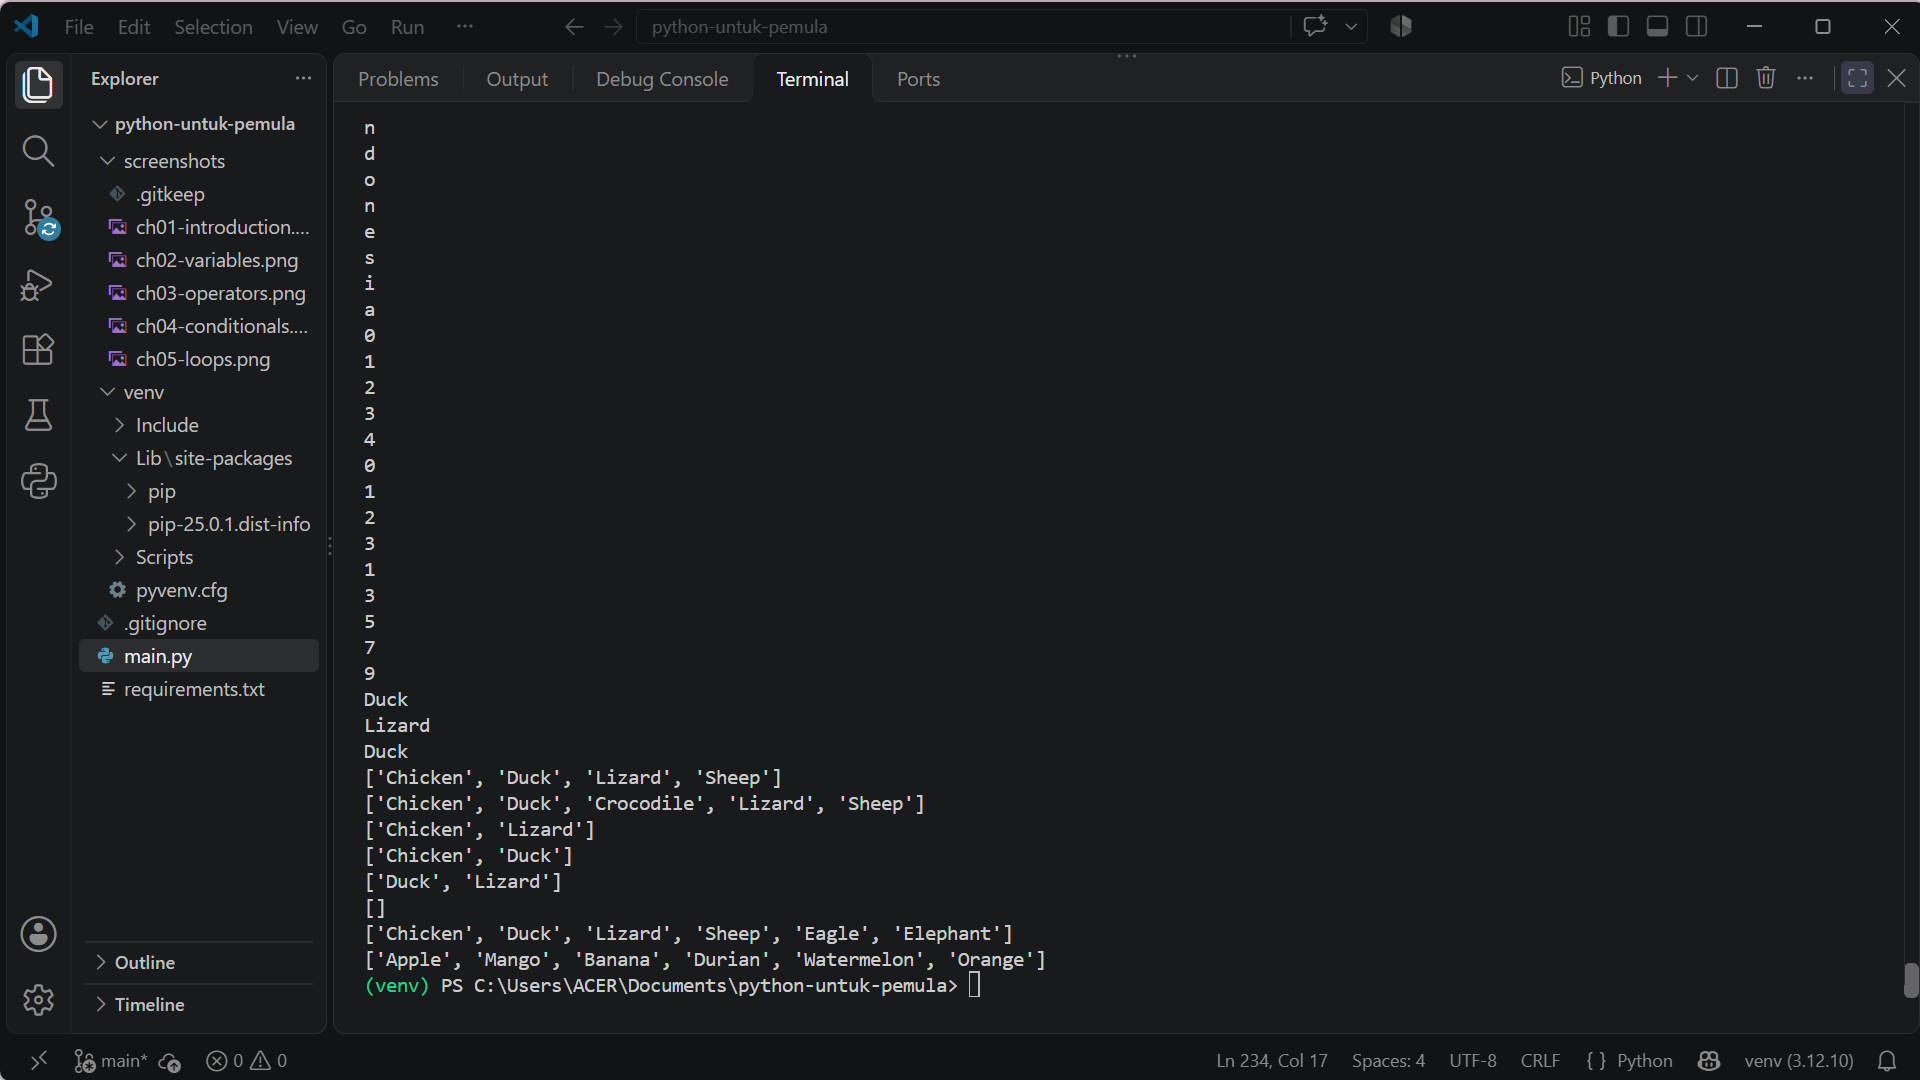 File Edit Selection View Go Run
python-untuk-pemula
Explorer
python-untuk-pemula
screenshots
.gitkeep
ch01-introduction....
ch02-variables.png
ch03-operators.png
ch04-conditionals....
ch05-loops.png
venv
Include
Lib\site-packages
pip
pip-25.0.1.dist-info
Scripts
pyvenv.cfg
.gitignore
main.py
requirements.txt
Outline
Timeline
Problems Output Debug Console Terminal Ports
Python
n
d
o
n
e
s
i
a
0
1
2
3
4
0
1
2
3
1
3
5
7
9
Duck
Lizard
Duck
['Chicken', 'Duck', 'Lizard', 'Sheep']
['Chicken', 'Duck', 'Crocodile', 'Lizard', 'Sheep']
['Chicken', 'Lizard']
['Chicken', 'Duck']
['Duck', 'Lizard']
[]
['Chicken', 'Duck', 'Lizard', 'Sheep', 'Eagle', 'Elephant']
['Apple', 'Mango', 'Banana', 'Durian', 'Watermelon', 'Orange']
(venv) PS C:\Users\ACER\Documents\python-untuk-pemula>
main* 0 0 Ln 234, Col 17 Spaces: 4 UTF-8 CRLF { } Python venv (3.12.10)